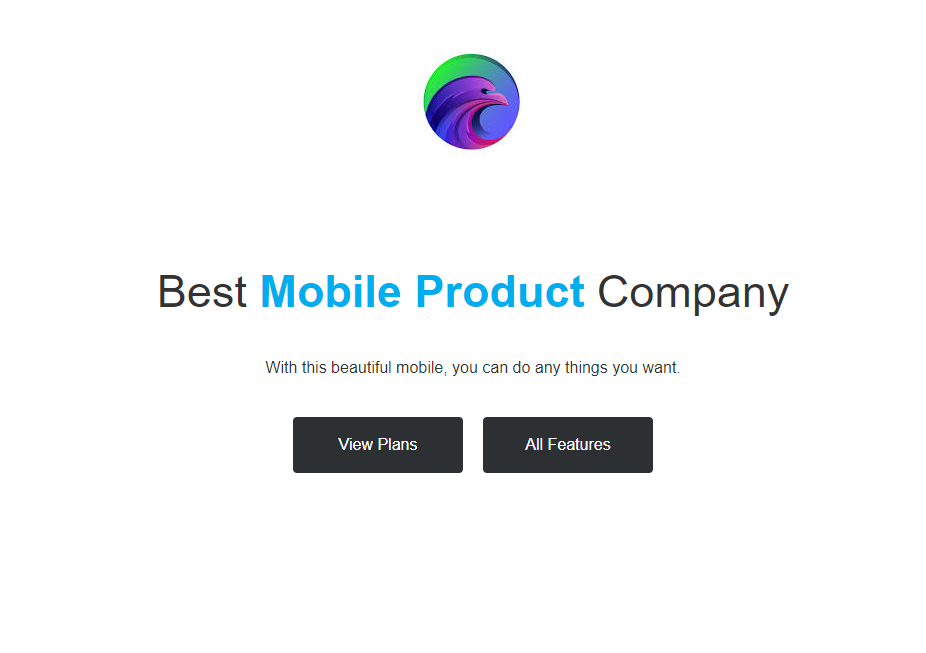 Best Mobile Product Company
With this beautiful mobile, you can do any things you want.
View Plans
All Features